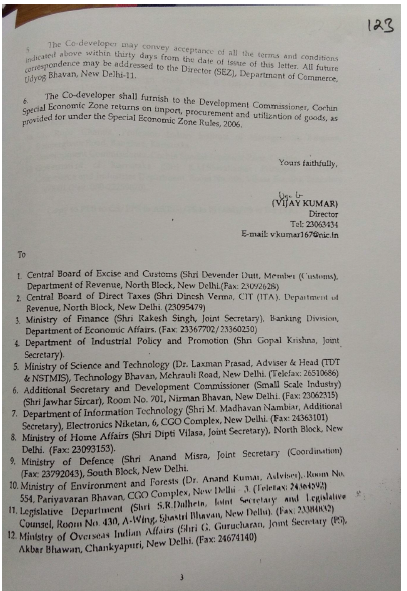 123
5. The Co-developer may convey acceptance of all the terms and conditions
indicated above within thirty days from the date of issue of this letter. All future
correspondence may be addressed to the Director (SEZ), Department of Commerce,
Udyog Bhavan, New Delhi-11.
6. The Co-developer shall furnish to the Development Commissioner, Cochin
Special Economic Zone returns on import, procurement and utilization of goods, as
provided for under the Special Economic Zone Rules, 2006.
Yours faithfully,
(VIJAY KUMAR)
Director
Tel: 23063434
E-mail: vkumar167@nic.in
To
1. Central Board of Excise and Customs (Shri Devender Dutt, Member (Customs),
Department of Revenue, North Block, New Delhi.(Fax: 23092628)
2. Central Board of Direct Taxes (Shri Dinesh Verma, CIT (ITA). Department of
Revenue, North Block, New Delhi. (23095479)
3. Ministry of Finance (Shri Rakesh Singh, Joint Secretary), Banking Division,
Department of Economic Affairs. (Fax: 23367702/23360250)
4. Department of Industrial Policy and Promotion (Shri Gopal Krishna, Joint
Secretary).
5. Ministry of Science and Technology (Dr. Laxman Prasad, Adviser & Head (TDT
& NSTMIS), Technology Bhavan, Mehrauli Road, New Delhi. (Telefax: 26510686)
6. Additional Secretary and Development Commissioner (Small Scale Industry)
(Shri Jawhar Sircar), Room No. 701, Nirman Bhavan, New Delhi. (Fax: 23062315)
7. Department of Information Technology (Shri M. Madhavan Nambiar, Additional
Secretary), Electronics Niketan, 6, CGO Complex, New Delhi. (Fax: 24363101)
8. Ministry of Home Affairs (Shri Dipti Vilasa, Joint Secretary), North Block, New
Delhi. (Fax: 23093153).
9. Ministry of Defence (Shri Anand Misra, Joint Secretary (Coordination)
(Fax: 23792043), South Block, New Delhi.
10. Ministry of Environment and Forests (Dr. Anand Kumar, Adviser), Room No.
554, Pariyavaran Bhavan, CGO Complex, New Delhi - 3. (Telefax: 24364592)
11. Legislative Department (Shri S.R.Dalhein, Joint Secretary and Legislative
Counsel, Room No. 430, A-Wing, Shastri Bhavan, New Delhi). (Fax: 23384832)
12. Ministry of Overseas Indian Affairs (Shri G. Gurucharan, Joint Secretary (FS),
Akbar Bhawan, Chankyapuri, New Delhi. (Fax: 24674140)
3